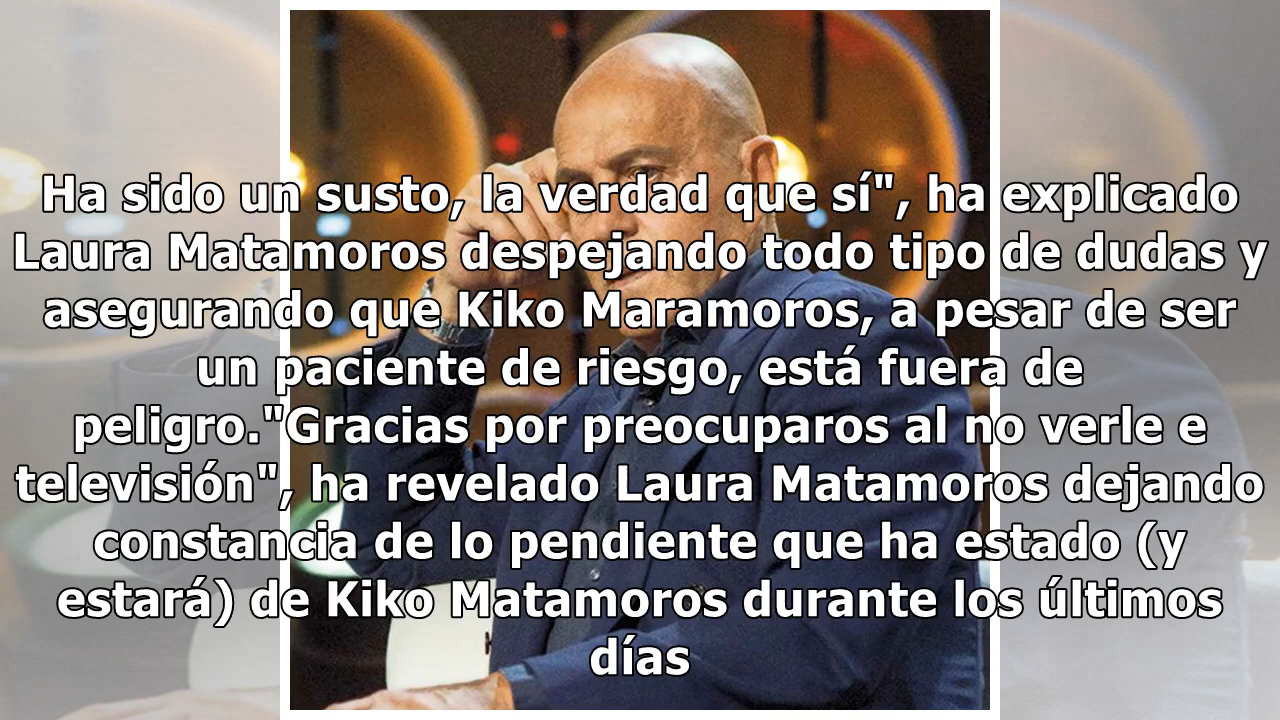 Ha sido un susto, la verdad que sí", ha explicado
Laura Matamoros despejando todo tipo de dudas y
asegurando que Kiko Maramoros, a pesar de ser
un paciente de riesgo, está fuera de
peligro."Gracias por preocuparos al no verle e
televisión", ha revelado Laura Matamoros dejando
constancia de lo pendiente que ha estado (y
estará) de Kiko Matamoros durante los últimos
días